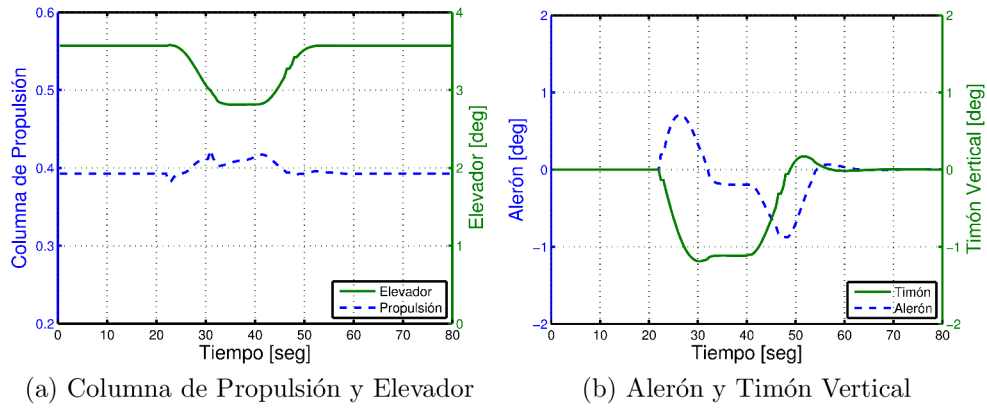 0.6
0.5
0.4
0.3
0.2
Columna de Propulsión
4
3
2
1
0
Elevador [deg]
Elevador
Propulsión
0 10 20 30 40 50 60 70 80
Tiempo [seg]
(a) Columna de Propulsión y Elevador
2
1
0
−1
−2
Alerón [deg]
2
1
0
−1
−2
Timón Vertical [deg]
Timón
Alerón
0 10 20 30 40 50 60 70 80
Tiempo [seg]
(b) Alerón y Timón Vertical